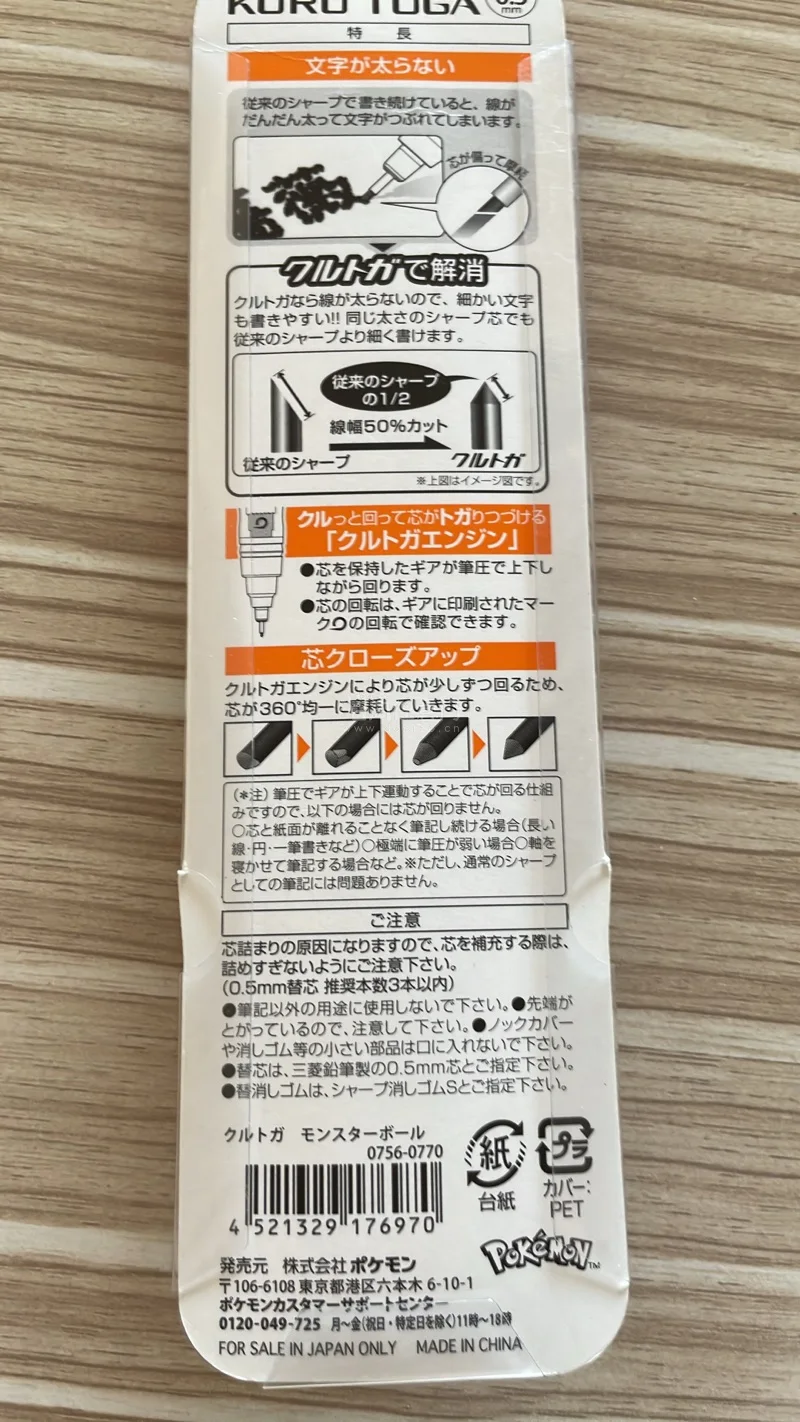 KURU TOGA 0.5
mm
特長
文字が太らない
従来のシャープで書き続けていると、線が
だんだん太って文字がつぶれてしまいます。
芯が偏って摩耗
クルトガで解消
クルトガなら線が太らないので、細かい文字
も書きやすい!! 同じ太さのシャープ芯でも
従来のシャープより細く書けます。
従来のシャープ
の1/2
線幅50%カット
従来のシャープ
クルトガ
※上図はイメージ図です。
クルっと回って芯がトガりつづける
「クルトガエンジン」
●芯を保持したギアが筆圧で上下し
ながら回ります。
●芯の回転は、ギアに印刷されたマー
クの回転で確認できます。
芯クローズアップ
クルトガエンジンにより芯が少しずつ回るため、
芯が360°均一に摩耗していきます。
(*注) 筆圧でギアが上下運動することで芯が回る仕組
みですので、以下の場合には芯が回りません。
○芯と紙面が離れることなく筆記し続ける場合(長い
線・円・一筆書きなど)○極端に筆圧が弱い場合○軸を
寝かせて筆記する場合など。※ただし、通常のシャープ
としての筆記には問題ありません。
ご注意
芯詰まりの原因になりますので、芯を補充する際は、
詰めすぎないようにご注意下さい。
(0.5mm替芯 推奨本数3本以内)
●筆記以外の用途に使用しないで下さい。●先端が
とがっているので、注意して下さい。●ノックカバー
や消しゴム等の小さい部品は口に入れないで下さい。
●替芯は、三菱鉛筆製の0.5mm芯とご指定下さい。
●替消しゴムは、シャープ消しゴムSとご指定下さい。
クルトガ モンスターボール
0756-0770
4 521329 176970
紙
台紙
プラ
カバー:
PET
POKéMON™
発売元 株式会社ポケモン
〒106-6108 東京都港区六本木 6-10-1
ポケモンカスタマーサポートセンター
0120-049-725 月〜金(祝日・特定日を除く)11時〜18時
FOR SALE IN JAPAN ONLY MADE IN CHINA